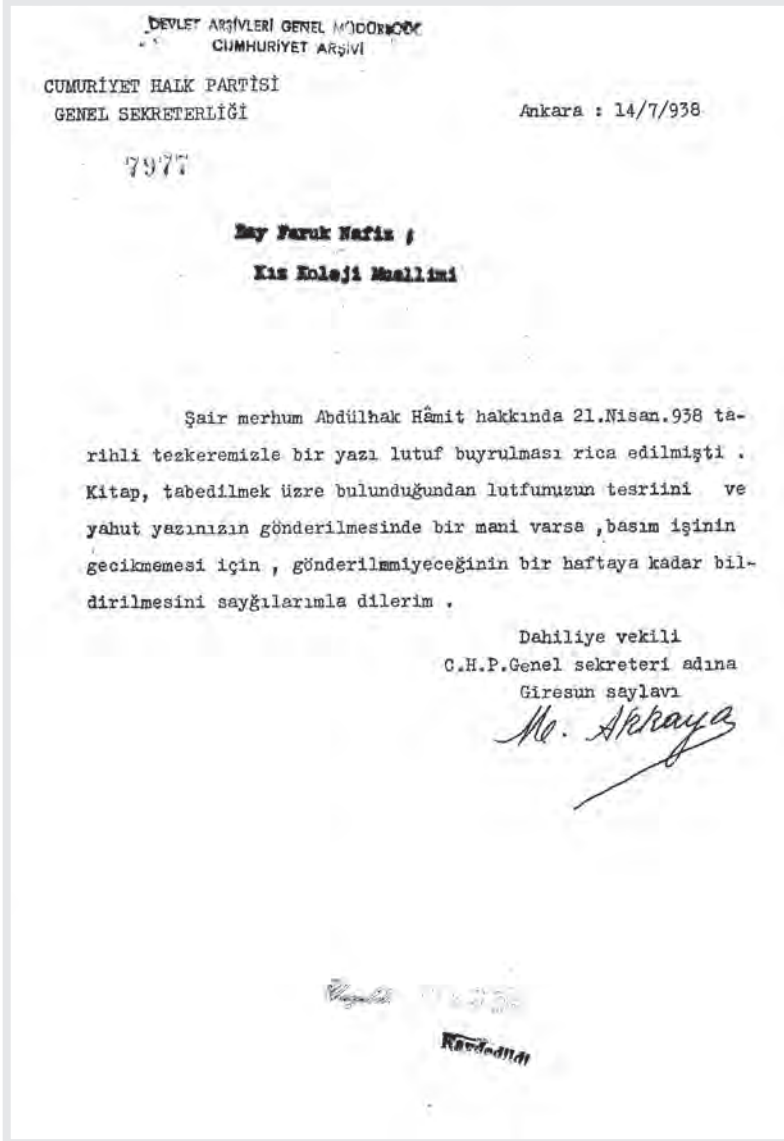 DEVLET ARŞİVLERİ GENEL MÜDÜRLÜĞÜ
CUMHURİYET ARŞİVİ
CUMURİYET HALK PARTİSİ
GENEL SEKRETERLİĞİ
Ankara : 14/7/938
7977
Bay Faruk Nafiz ;
Kız Koleji Muallimi
Şair merhum Abdülhak Hâmit hakkında 21.Nisan.938 ta-
rihli tezkeremizle bir yazı lutuf buyrulması rica edilmişti .
Kitap, tabedilmek üzre bulunduğundan lutfunuzun tesriini ve
yahut yazınızın gönderilmesinde bir mani varsa ,basım işinin
gecikmemesi için , gönderilmmiyeceğinin bir haftaya kadar bil-
dirilmesini sayğılarımla dilerim .
Dahiliye vekili
C.H.P.Genel sekreteri adına
Giresun saylavı
Me. Akkaya
Kaydedildi